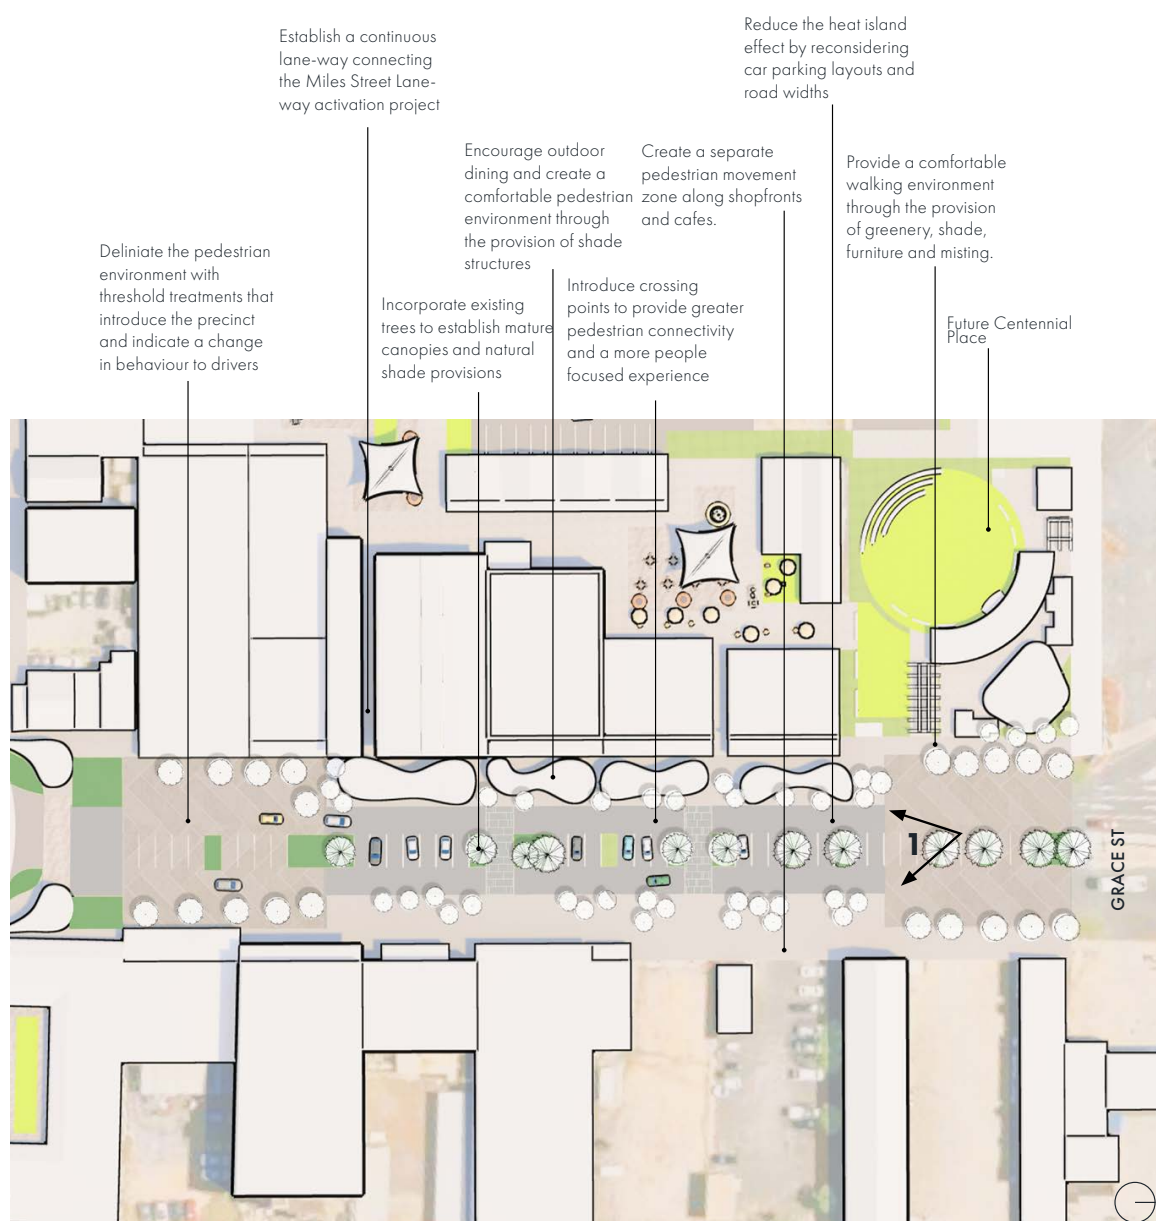 Establish a continuous
lane-way connecting
the Miles Street Lane-
way activation project
Reduce the heat island
effect by reconsidering
car parking layouts and
road widths
Encourage outdoor
dining and create a
comfortable pedestrian
environment through
the provision of shade
structures
Create a separate
pedestrian movement
zone along shopfronts
and cafes.
Provide a comfortable
walking environment
through the provision
of greenery, shade,
furniture and misting.
Deliniate the pedestrian
environment with
threshold treatments that
introduce the precinct
and indicate a change
in behaviour to drivers
Incorporate existing
trees to establish mature
canopies and natural
shade provisions
Introduce crossing
points to provide greater
pedestrian connectivity
and a more people
focused experience
Future Centennial
Place
1
GRACE ST